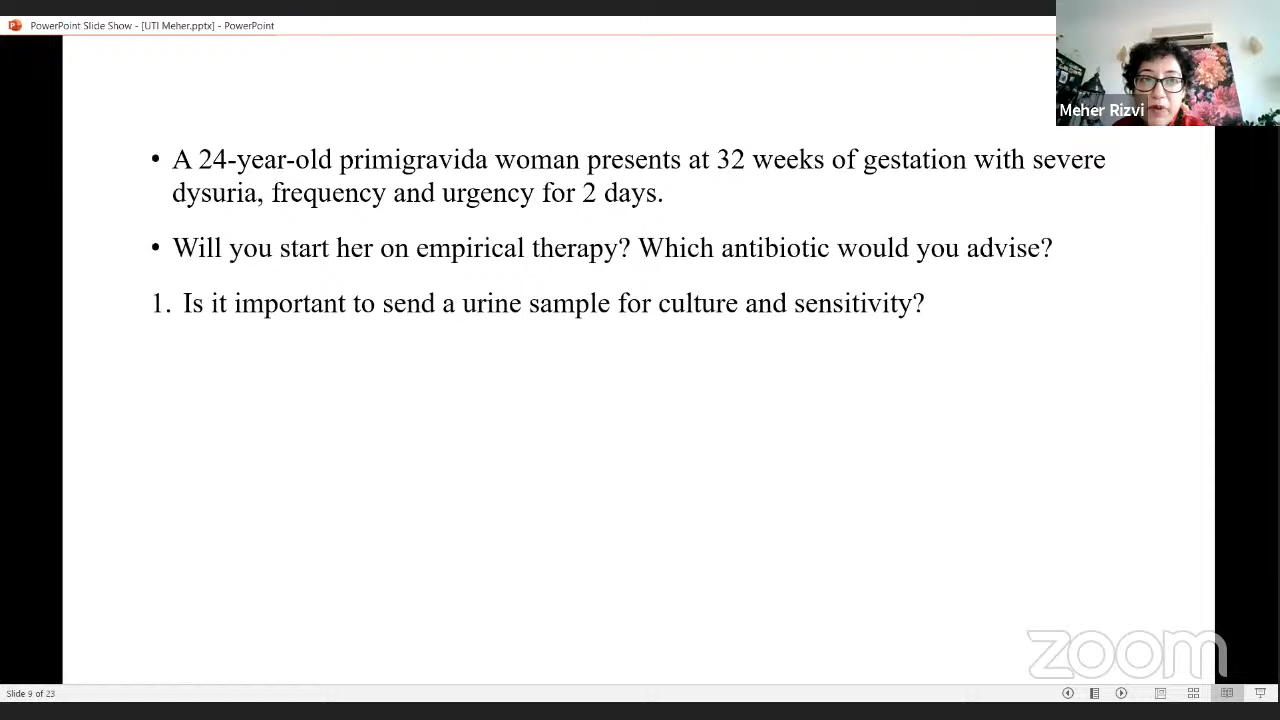 PowerPoint Slide Show - [UTI Meher.pptx] - PowerPoint
Meher Rizvi
• A 24-year-old primigravida woman presents at 32 weeks of gestation with severe
dysuria, frequency and urgency for 2 days.
• Will you start her on empirical therapy? Which antibiotic would you advise?
1. Is it important to send a urine sample for culture and sensitivity?
zoom
Slide 9 of 23